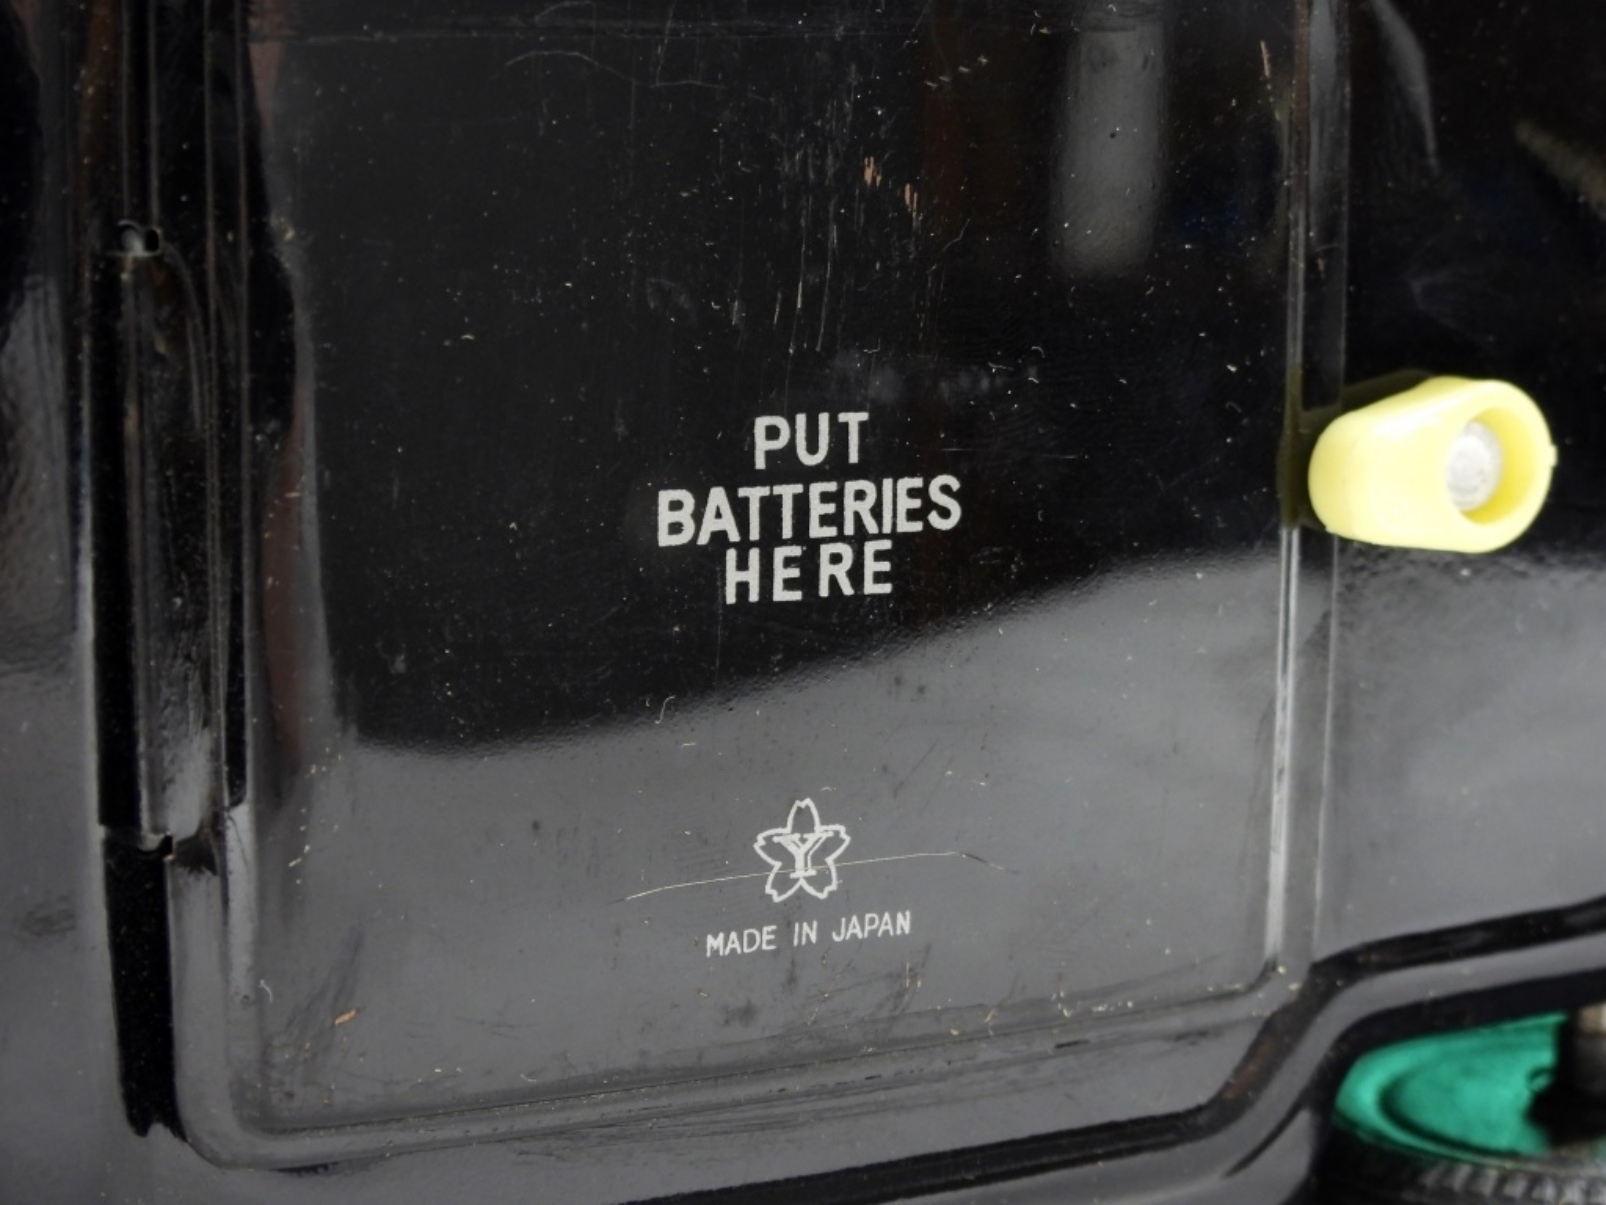 PUT
BATTERIES
HERE
Y
MADE IN JAPAN